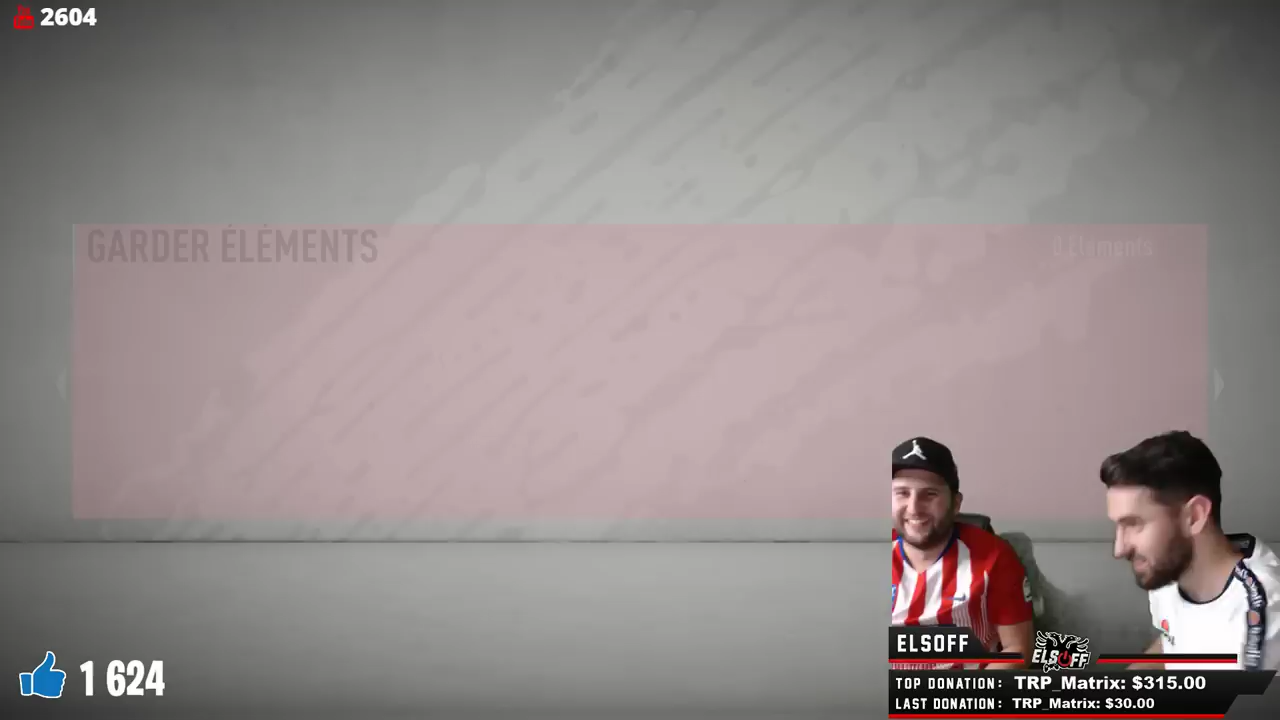 2604
GARDER ÉLÉMENTS
0 Éléments
1 624
ELSOFF
ELSOFF
TOP DONATION: TRP_Matrix: $315.00
LAST DONATION: TRP_Matrix: $30.00